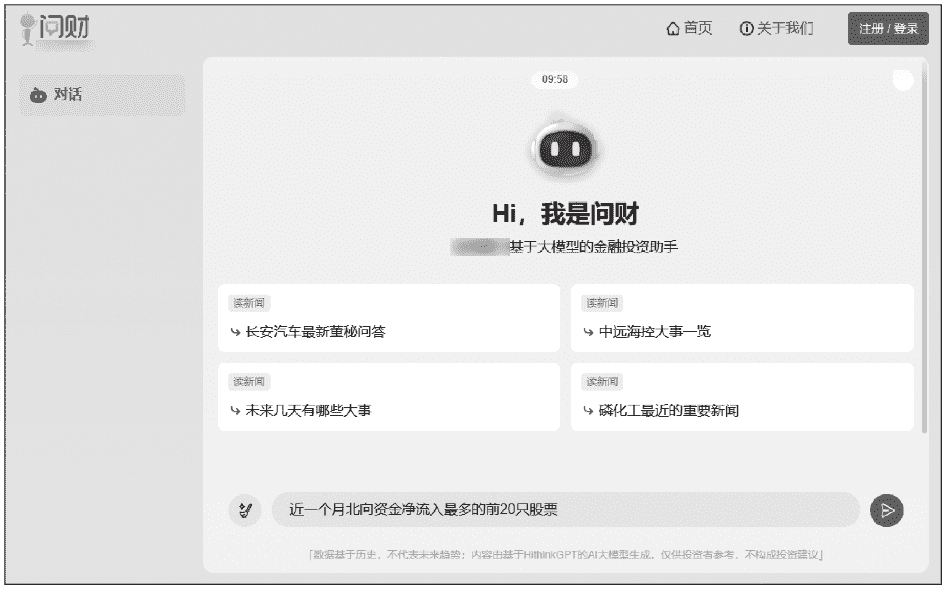 问财
首页
关于我们
注册 / 登录
对话
09:58
Hi，我是问财
基于大模型的金融投资助手
读新闻
长安汽车最新董秘问答
读新闻
中远海控大事一览
读新闻
未来几天有哪些大事
读新闻
磷化工最近的重要新闻
近一个月北向资金净流入最多的前20只股票
「数据基于历史，不代表未来趋势；内容由基于HithinkGPT的AI大模型生成，仅供投资者参考，不构成投资建议」